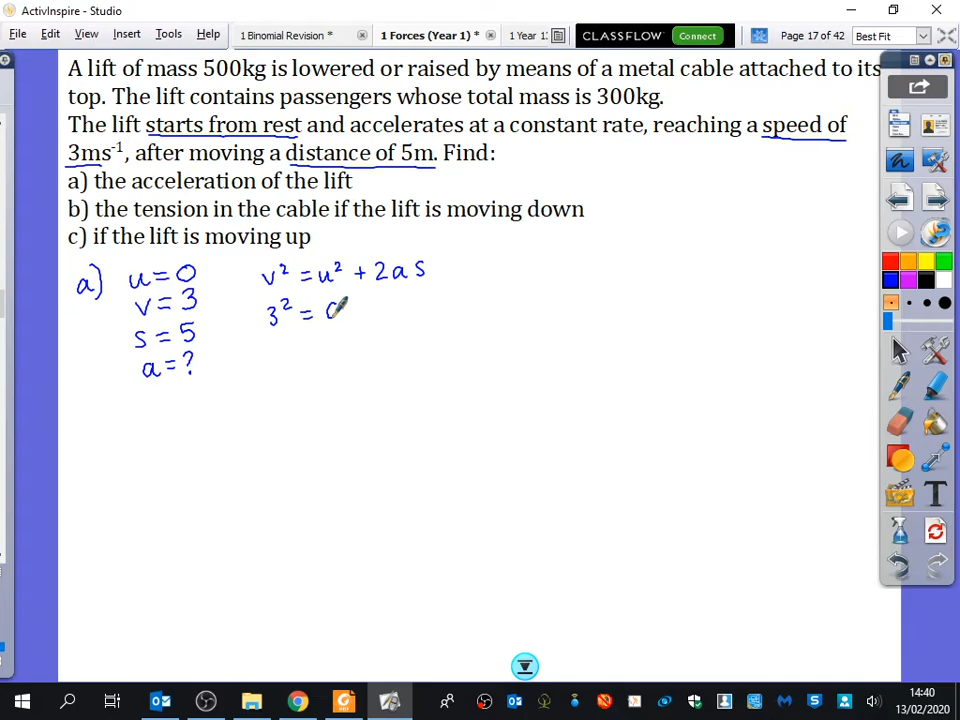 ActivInspire - Studio
File Edit View Insert Tools Help 1 Binomial Revision * 1 Forces (Year 1) * 1 Year 1 CLASSFLOW Connect Page 17 of 42 Best Fit
A lift of mass 500kg is lowered or raised by means of a metal cable attached to its
top. The lift contains passengers whose total mass is 300kg.
The lift starts from rest and accelerates at a constant rate, reaching a speed of
3ms⁻¹, after moving a distance of 5m. Find:
a) the acceleration of the lift
b) the tension in the cable if the lift is moving down
c) if the lift is moving up
a) u = 0 v² = u² + 2as
v = 3 3² = 0
s = 5
a = ?
14:40
13/02/2020